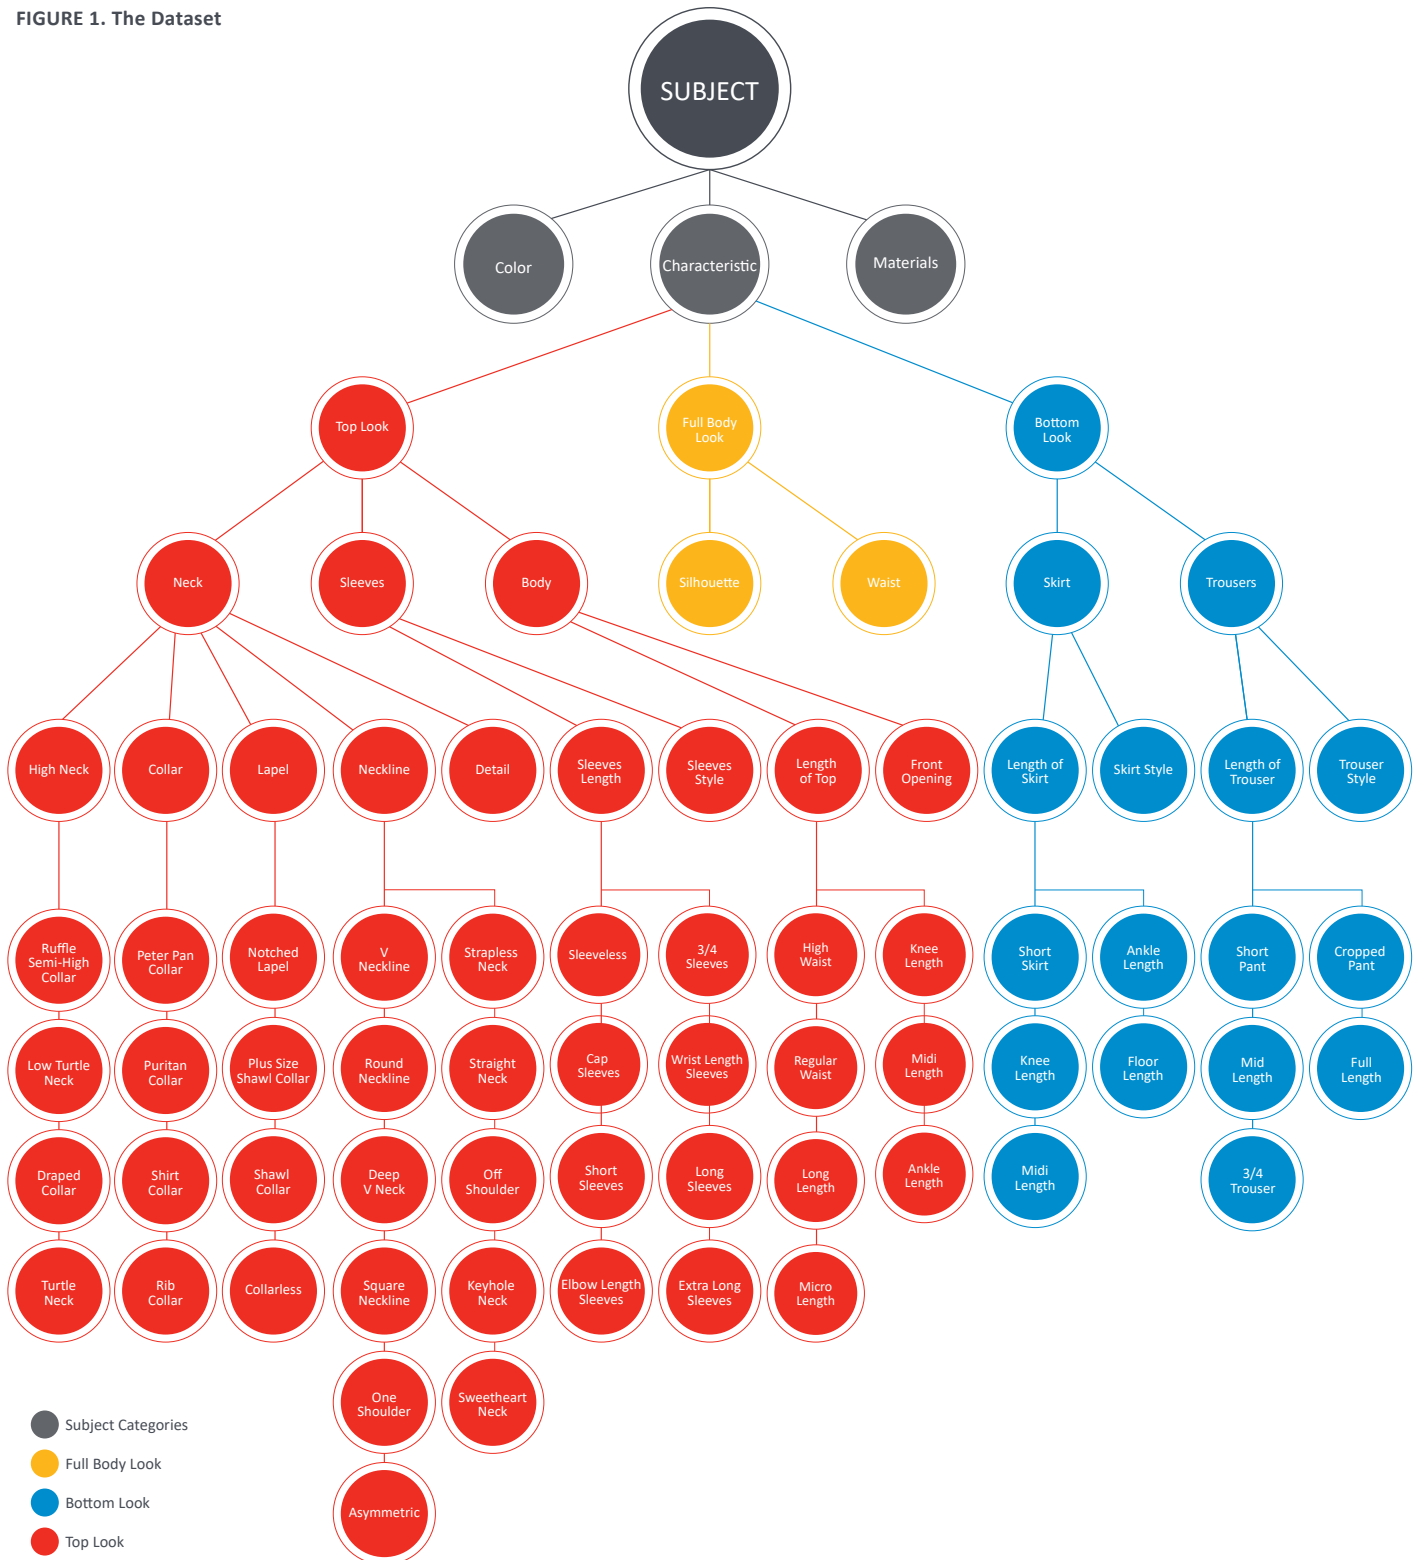 FIGURE 1. The Dataset
SUBJECT
Color
Characteristic
Materials
Top Look
Full Body
Look
Bottom
Look
Neck
Sleeves
Body
Silhouette
Waist
Skirt
Trousers
High Neck
Collar
Lapel
Neckline
Detail
Sleeves
Length
Sleeves
Style
Length
of Top
Front
Opening
Length of
Skirt
Skirt Style
Length of
Trouser
Trouser
Style
Ruffle
Semi-High
Collar
Peter Pan
Collar
Notched
Lapel
V
Neckline
Strapless
Neck
Sleeveless
3/4
Sleeves
High
Waist
Knee
Length
Short
Skirt
Ankle
Length
Short
Pant
Cropped
Pant
Low Turtle
Neck
Puritan
Collar
Plus Size
Shawl Collar
Round
Neckline
Straight
Neck
Cap
Sleeves
Wrist Length
Sleeves
Regular
Waist
Midi
Length
Knee
Length
Floor
Length
Mid
Length
Full
Length
Draped
Collar
Shirt
Collar
Shawl
Collar
Deep
V Neck
Off
Shoulder
Short
Sleeves
Long
Sleeves
Long
Length
Ankle
Length
Midi
Length
3/4
Trouser
Turtle
Neck
Rib
Collar
Collarless
Square
Neckline
Keyhole
Neck
Elbow Length
Sleeves
Extra Long
Sleeves
Micro
Length
One
Shoulder
Sweetheart
Neck
Asymmetric
Subject Categories
Full Body Look
Bottom Look
Top Look